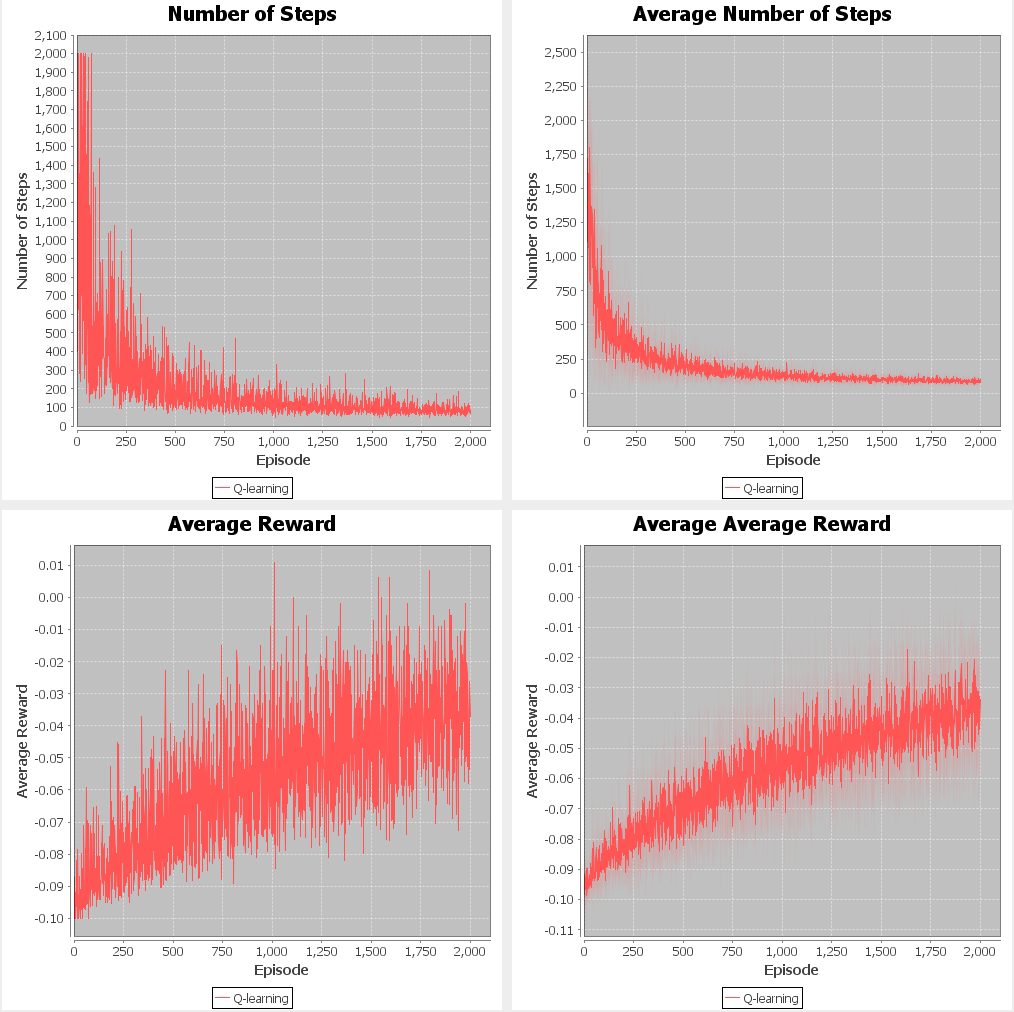 Number of Steps
Number of Steps
2,100
2,000
1,900
1,800
1,700
1,600
1,500
1,400
1,300
1,200
1,100
1,000
900
800
700
600
500
400
300
200
100
0
0 250 500 750 1,000 1,250 1,500 1,750 2,000
Episode
Q-learning
Average Number of Steps
Number of Steps
2,500
2,250
2,000
1,750
1,500
1,250
1,000
750
500
250
0
0 250 500 750 1,000 1,250 1,500 1,750 2,000
Episode
Q-learning
Average Reward
Average Reward
0.01
0.00
-0.01
-0.02
-0.03
-0.04
-0.05
-0.06
-0.07
-0.08
-0.09
-0.10
0 250 500 750 1,000 1,250 1,500 1,750 2,000
Episode
Q-learning
Average Average Reward
Average Reward
0.01
0.00
-0.01
-0.02
-0.03
-0.04
-0.05
-0.06
-0.07
-0.08
-0.09
-0.10
-0.11
0 250 500 750 1,000 1,250 1,500 1,750 2,000
Episode
Q-learning